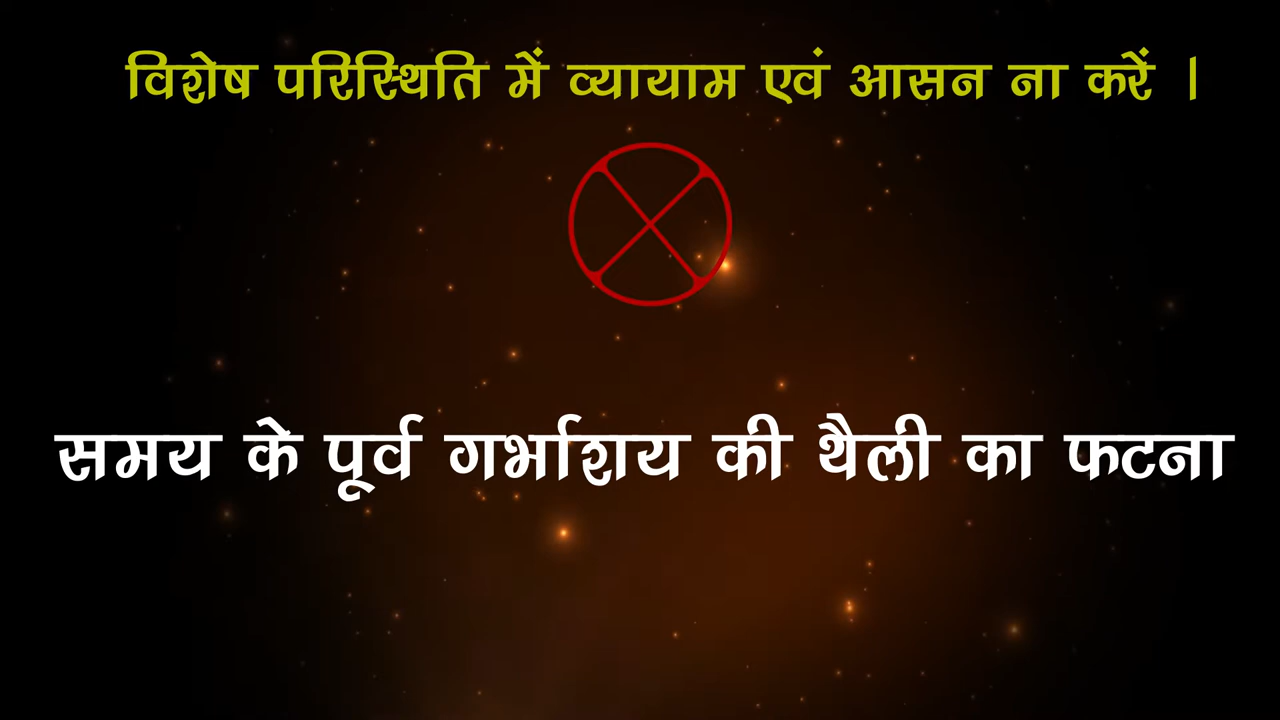 विशेष परिस्थिति में व्यायाम एवं आसन ना करें ।
समय के पूर्व गर्भाशय की थैली का फटना